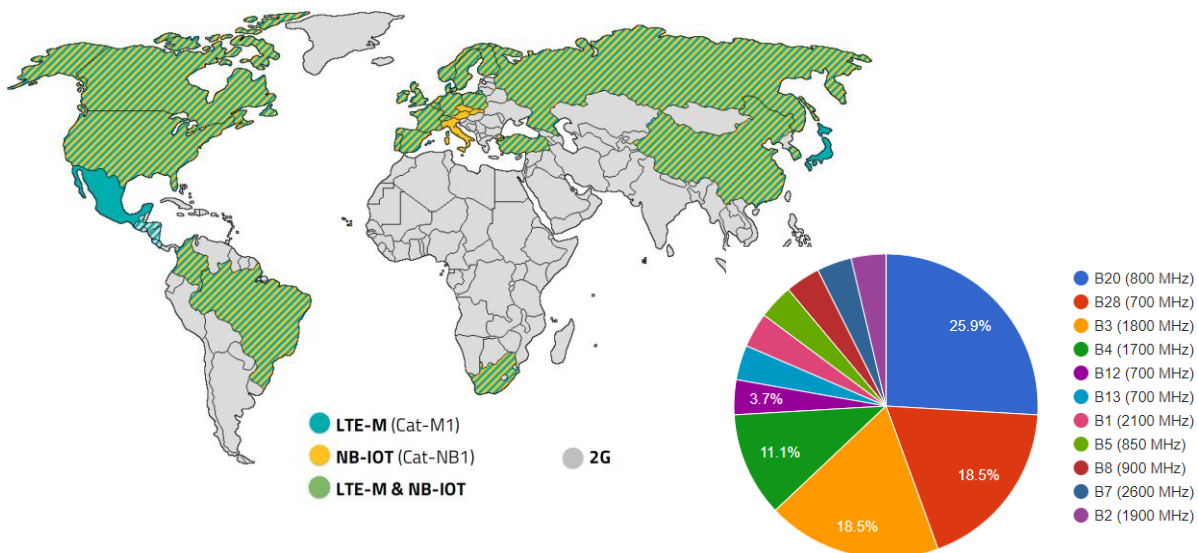 LTE-M (Cat-M1)
NB-IOT (Cat-NB1)
2G
LTE-M & NB-IOT
25.9%
18.5%
18.5%
11.1%
3.7%
B20 (800 MHz)
B28 (700 MHz)
B3 (1800 MHz)
B4 (1700 MHz)
B12 (700 MHz)
B13 (700 MHz)
B1 (2100 MHz)
B5 (850 MHz)
B8 (900 MHz)
B7 (2600 MHz)
B2 (1900 MHz)